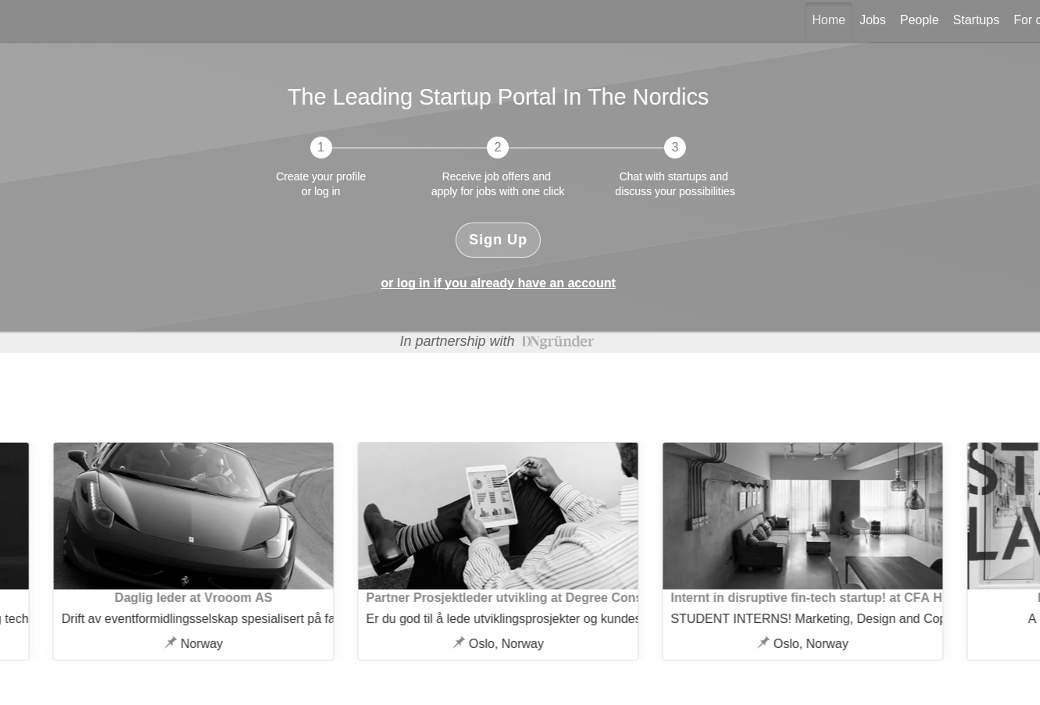 Home Jobs People Startups For
The Leading Startup Portal In The Nordics
1 2 3
Create your profile
or log in
Receive job offers and
apply for jobs with one click
Chat with startups and
discuss your possibilities
Sign Up
or log in if you already have an account
In partnership with DNgründer
Daglig leder at Vrooom AS
Drift av eventformidlingsselskap spesialisert på
Norway
Partner Prosjektleder utvikling at Degree
Er du god til å lede utviklingsprosjekter og
Oslo, Norway
Internt in disruptive fin-tech startup! at CFA
STUDENT INTERNS! Marketing, Design and
Oslo, Norway
tech
A